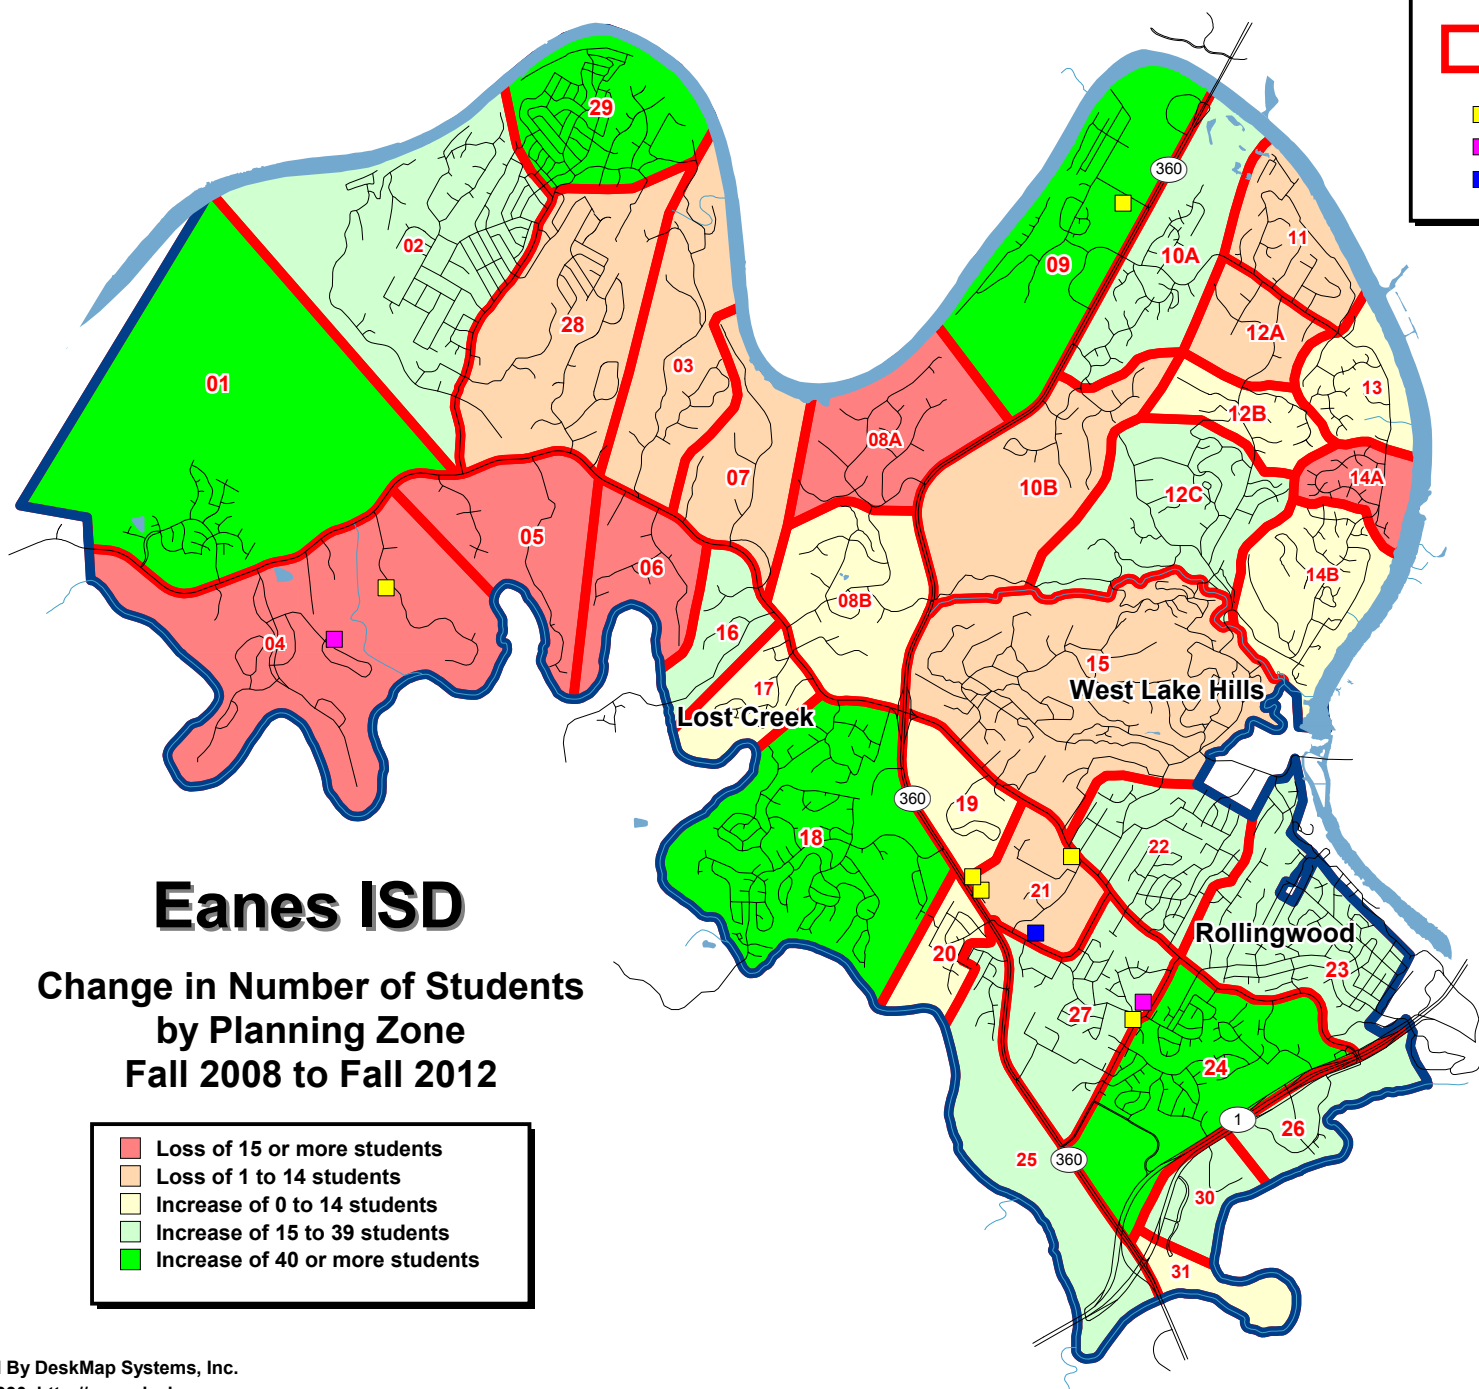 29
360
02
11
10A
09
28
12A
03
01
13
12B
08A
14A
07
10B
12C
05
06
14B
08B
16
04
15
17
West Lake Hills
Lost Creek
360
19
18
22
21
Rollingwood
20
23
27
24
1
26
25
360
30
31
Eanes ISD
Change in Number of Students
by Planning Zone
Fall 2008 to Fall 2012
Loss of 15 or more students
Loss of 1 to 14 students
Increase of 0 to 14 students
Increase of 15 to 39 students
Increase of 40 or more students
By DeskMap Systems, Inc.